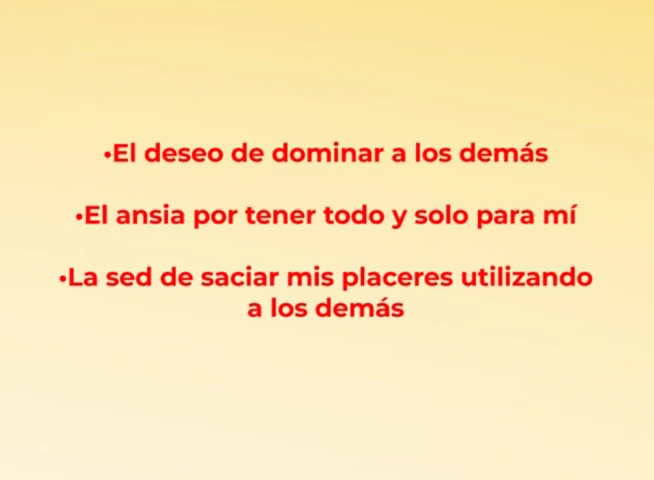 •El deseo de dominar a los demás
•El ansia por tener todo y solo para mí
•La sed de saciar mis placeres utilizando
a los demás